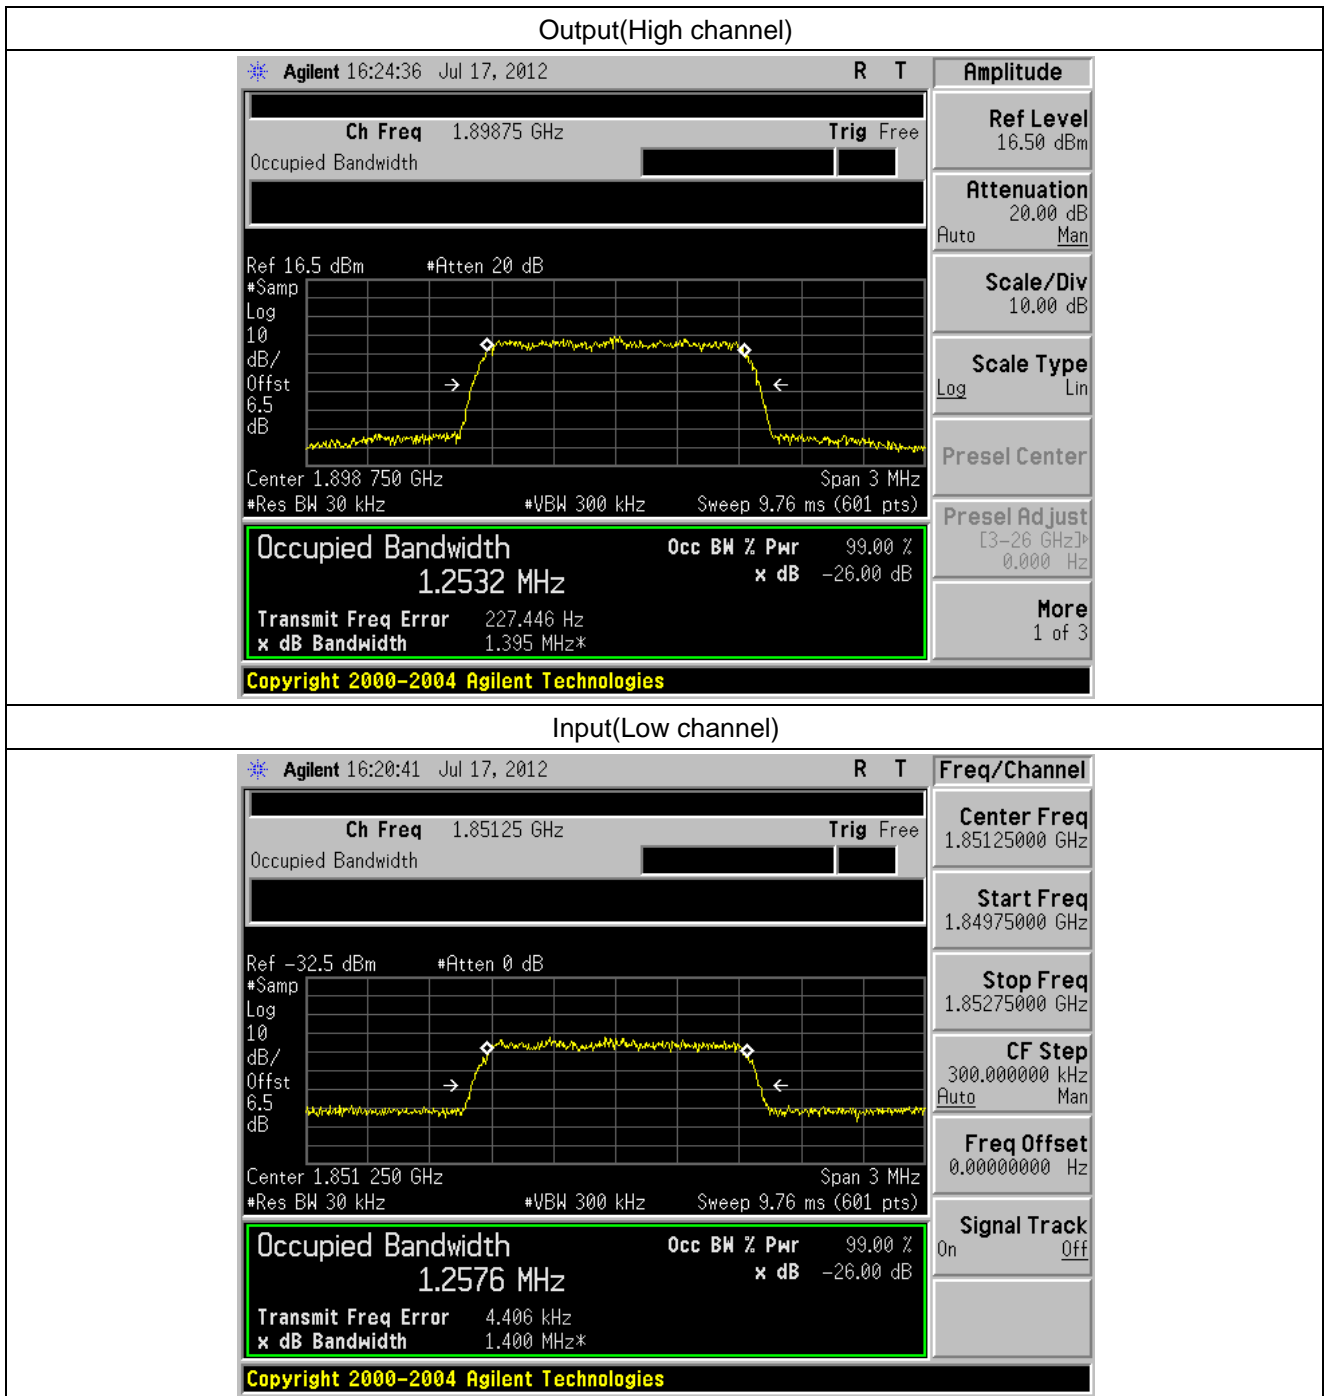 Output(High channel)
Agilent 16:24:36 Jul 17, 2012 R T Amplitude
Ch Freq 1.89875 GHz Trig Free
Occupied Bandwidth
Ref Level
16.50 dBm
Attenuation
20.00 dB
Auto Man
Scale/Div
10.00 dB
Scale Type
Log Lin
Presel Center
Presel Adjust
[3-26 GHz]
0.000 Hz
More
1 of 3
Ref 16.5 dBm #Atten 20 dB
#Samp
Log
10
dB/
Offst
6.5
dB
Center 1.898 750 GHz Span 3 MHz
#Res BW 30 kHz #VBW 300 kHz Sweep 9.76 ms (601 pts)
Occupied Bandwidth Occ BW % Pwr 99.00 %
1.2532 MHz x dB -26.00 dB
Transmit Freq Error 227.446 Hz
x dB Bandwidth 1.395 MHz*
Copyright 2000-2004 Agilent Technologies
Input(Low channel)
Agilent 16:20:41 Jul 17, 2012 R T Freq/Channel
Ch Freq 1.85125 GHz Trig Free
Occupied Bandwidth
Center Freq
1.85125000 GHz
Start Freq
1.84975000 GHz
Stop Freq
1.85275000 GHz
CF Step
300.000000 kHz
Auto Man
Freq Offset
0.00000000 Hz
Signal Track
On Off
Ref -32.5 dBm #Atten 0 dB
#Samp
Log
10
dB/
Offst
6.5
dB
Center 1.851 250 GHz Span 3 MHz
#Res BW 30 kHz #VBW 300 kHz Sweep 9.76 ms (601 pts)
Occupied Bandwidth Occ BW % Pwr 99.00 %
1.2576 MHz x dB -26.00 dB
Transmit Freq Error 4.406 kHz
x dB Bandwidth 1.400 MHz*
Copyright 2000-2004 Agilent Technologies